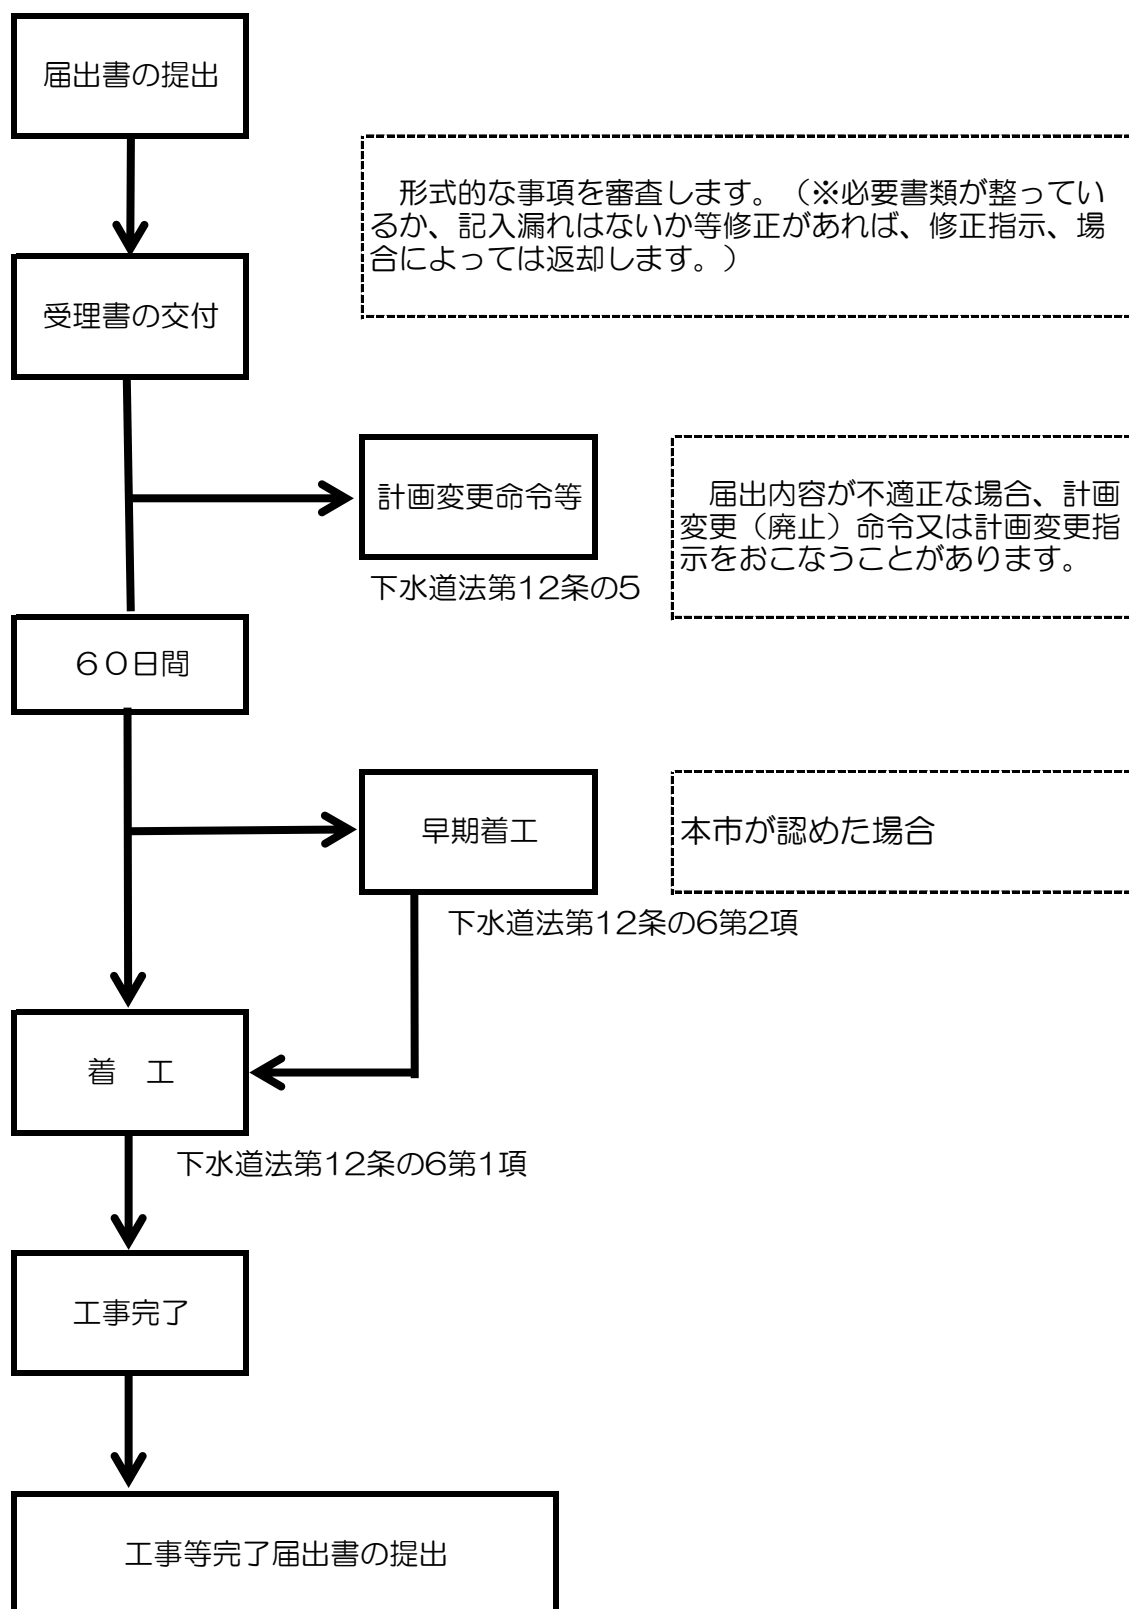 届出書の提出
　形式的な事項を審査します。（※必要書類が整ってい
るか、記入漏れはないか等修正があれば、修正指示、場
合によっては返却します。）
受理書の交付
計画変更命令等
　届出内容が不適正な場合、計画
変更（廃止）命令又は計画変更指
示をおこなうことがあります。
下水道法第12条の5
６０日間
早期着工
本市が認めた場合
下水道法第12条の6第2項
着　工
下水道法第12条の6第1項
工事完了
工事等完了届出書の提出